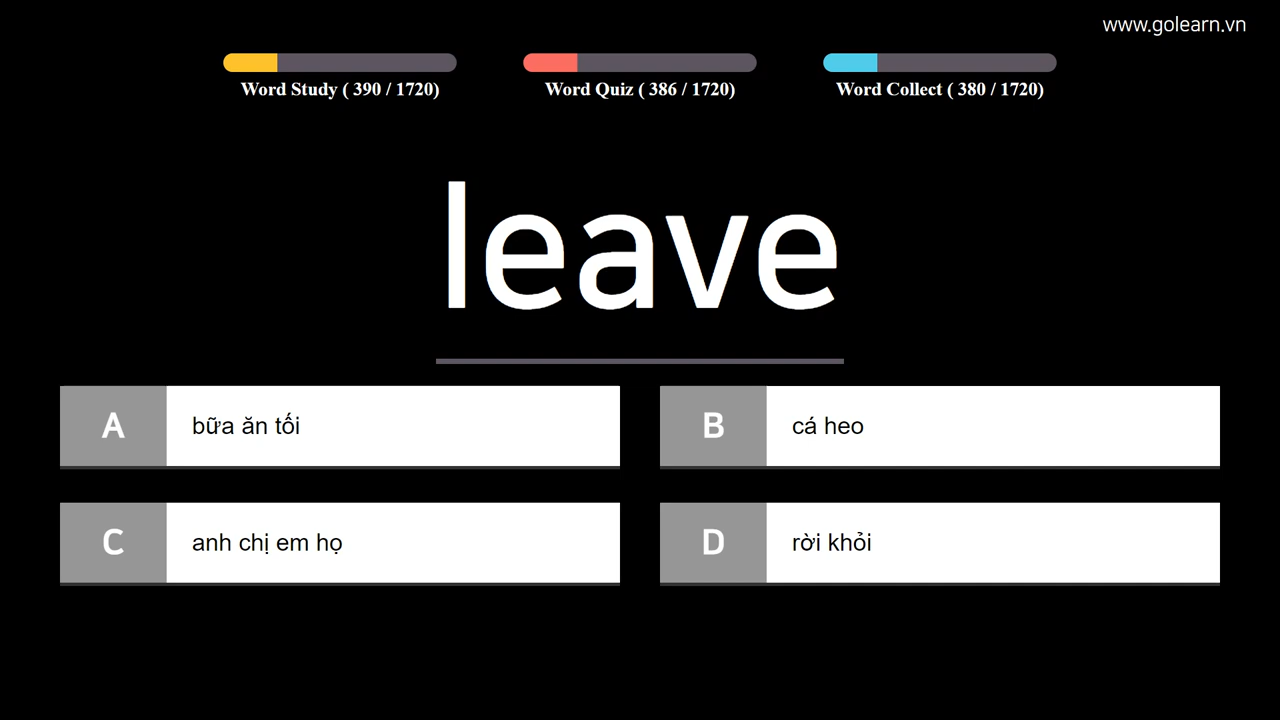 www.golearn.vn
Word Study ( 390 / 1720)
Word Quiz ( 386 / 1720)
Word Collect ( 380 / 1720)
leave
A bữa ăn tối
B cá heo
C anh chị em họ
D rời khỏi